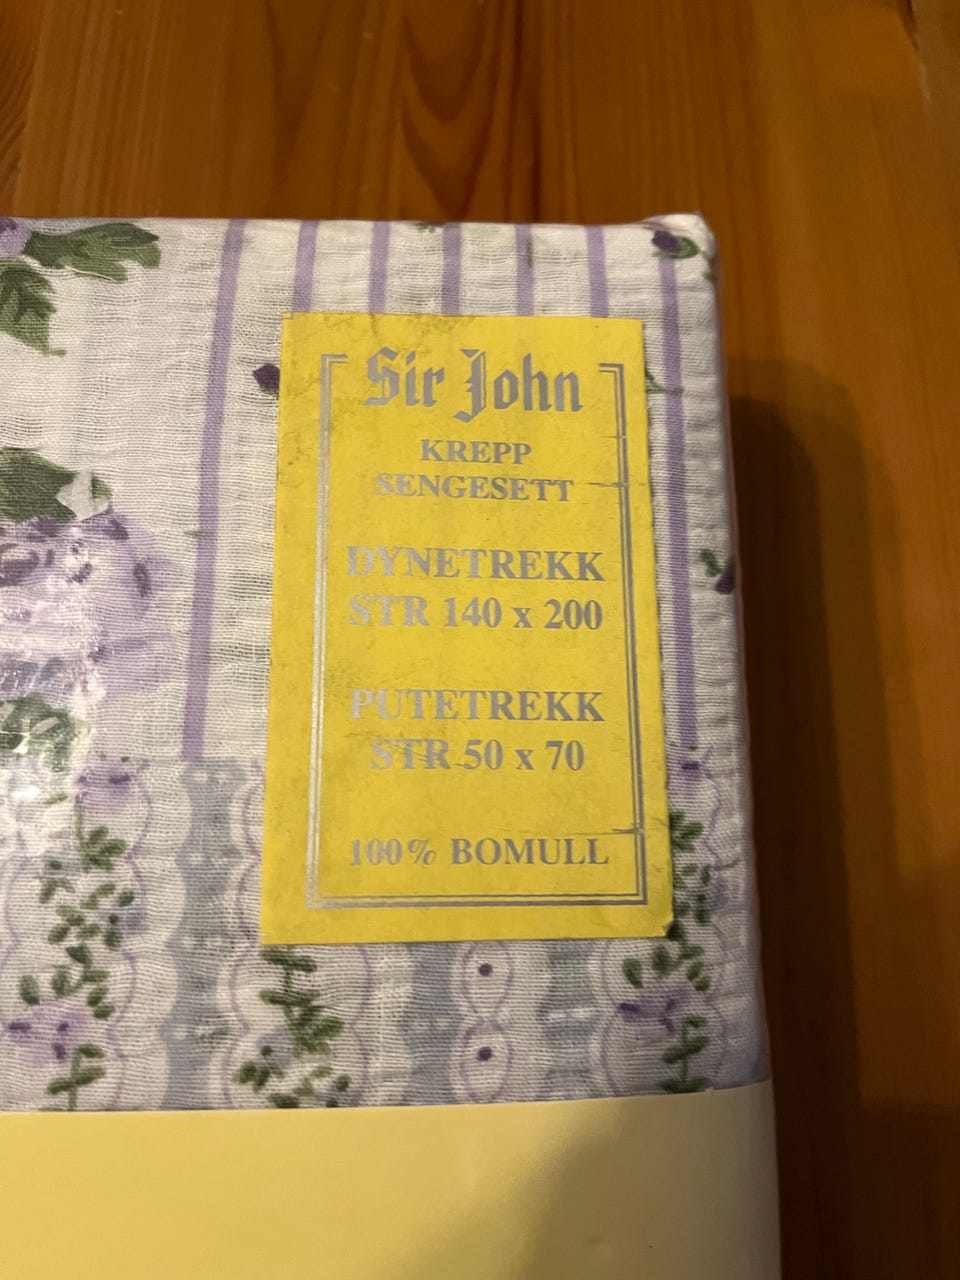 Sir John
KREPP
SENGESETT
DYNETREKK
STR 140 x 200
PUTETREKK
STR 50 x 70
100% BOMULL